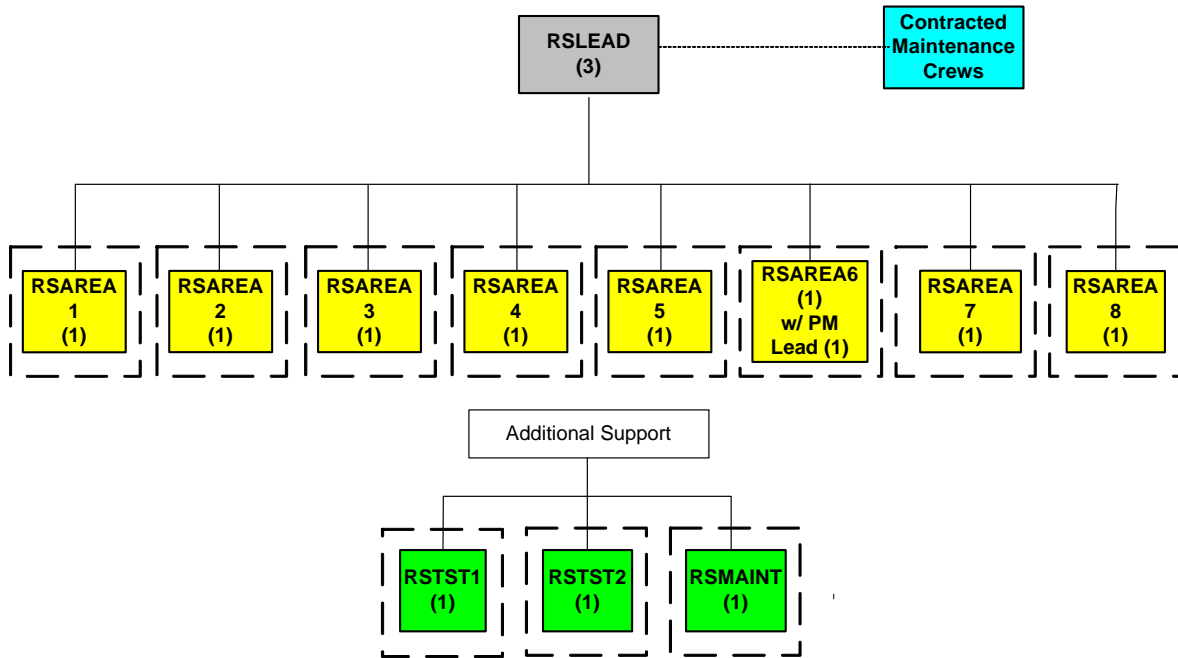 RSLEAD
(3)
Contracted
Maintenance
Crews
RSAREA
1
(1)
RSAREA
2
(1)
RSAREA
3
(1)
RSAREA
4
(1)
RSAREA
5
(1)
RSAREA6
(1)
w/ PM
Lead (1)
RSAREA
7
(1)
RSAREA
8
(1)
Additional Support
RSTST1
(1)
RSTST2
(1)
RSMAINT
(1)